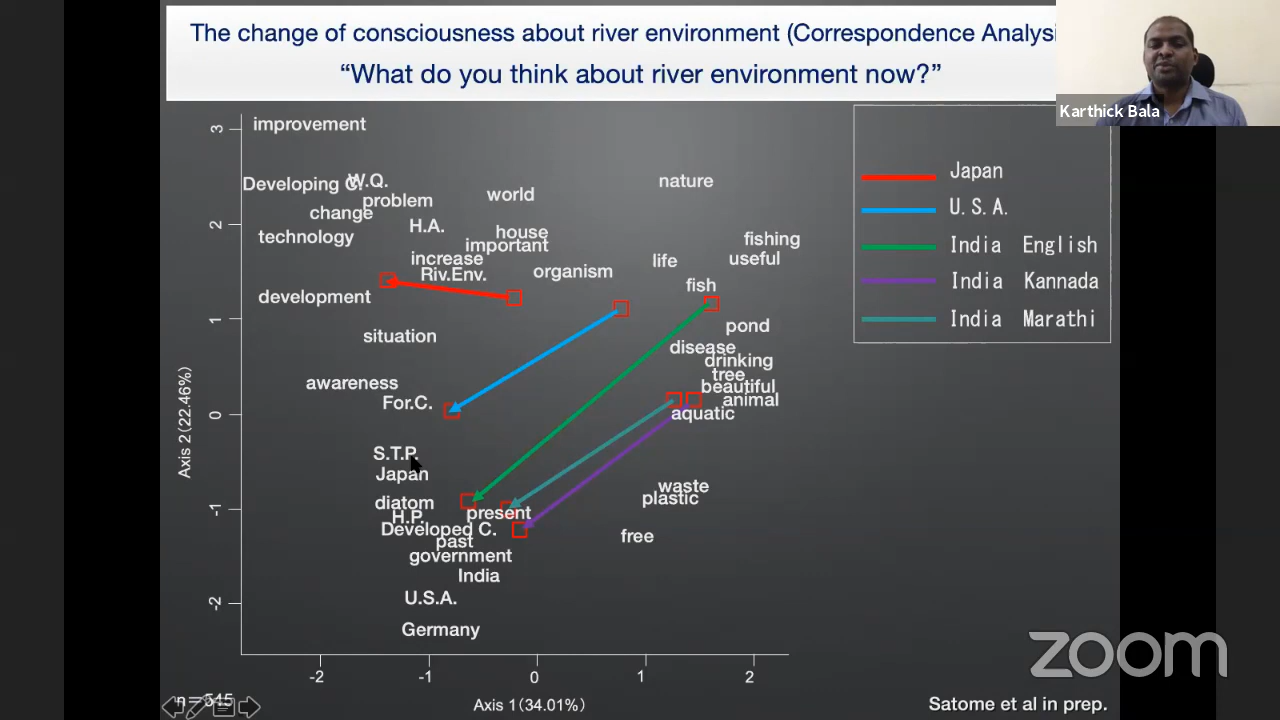 The change of consciousness about river environment (Correspondence Analysi
“What do you think about river environment now?”
Karthick Bala
improvement
Developing C.
W.Q.
problem
world
nature
change
technology
H.A.
house
important
fishing
increase
Riv.Env.
organism
life
useful
fish
development
situation
pond
disease
drinking
tree
beautiful
animal
aquatic
awareness
For.C.
S.T.P.
Japan
diatom
H.P.
present
Developed C.
past
government
India
U.S.A.
Germany
waste
plastic
free
3
2
1
0
-1
-2
Axis 2(22.46%)
-2
-1
0
1
2
Axis 1(34.01%)
n=545
Japan
U.S.A.
India English
India Kannada
India Marathi
zoom
Satome et al in prep.